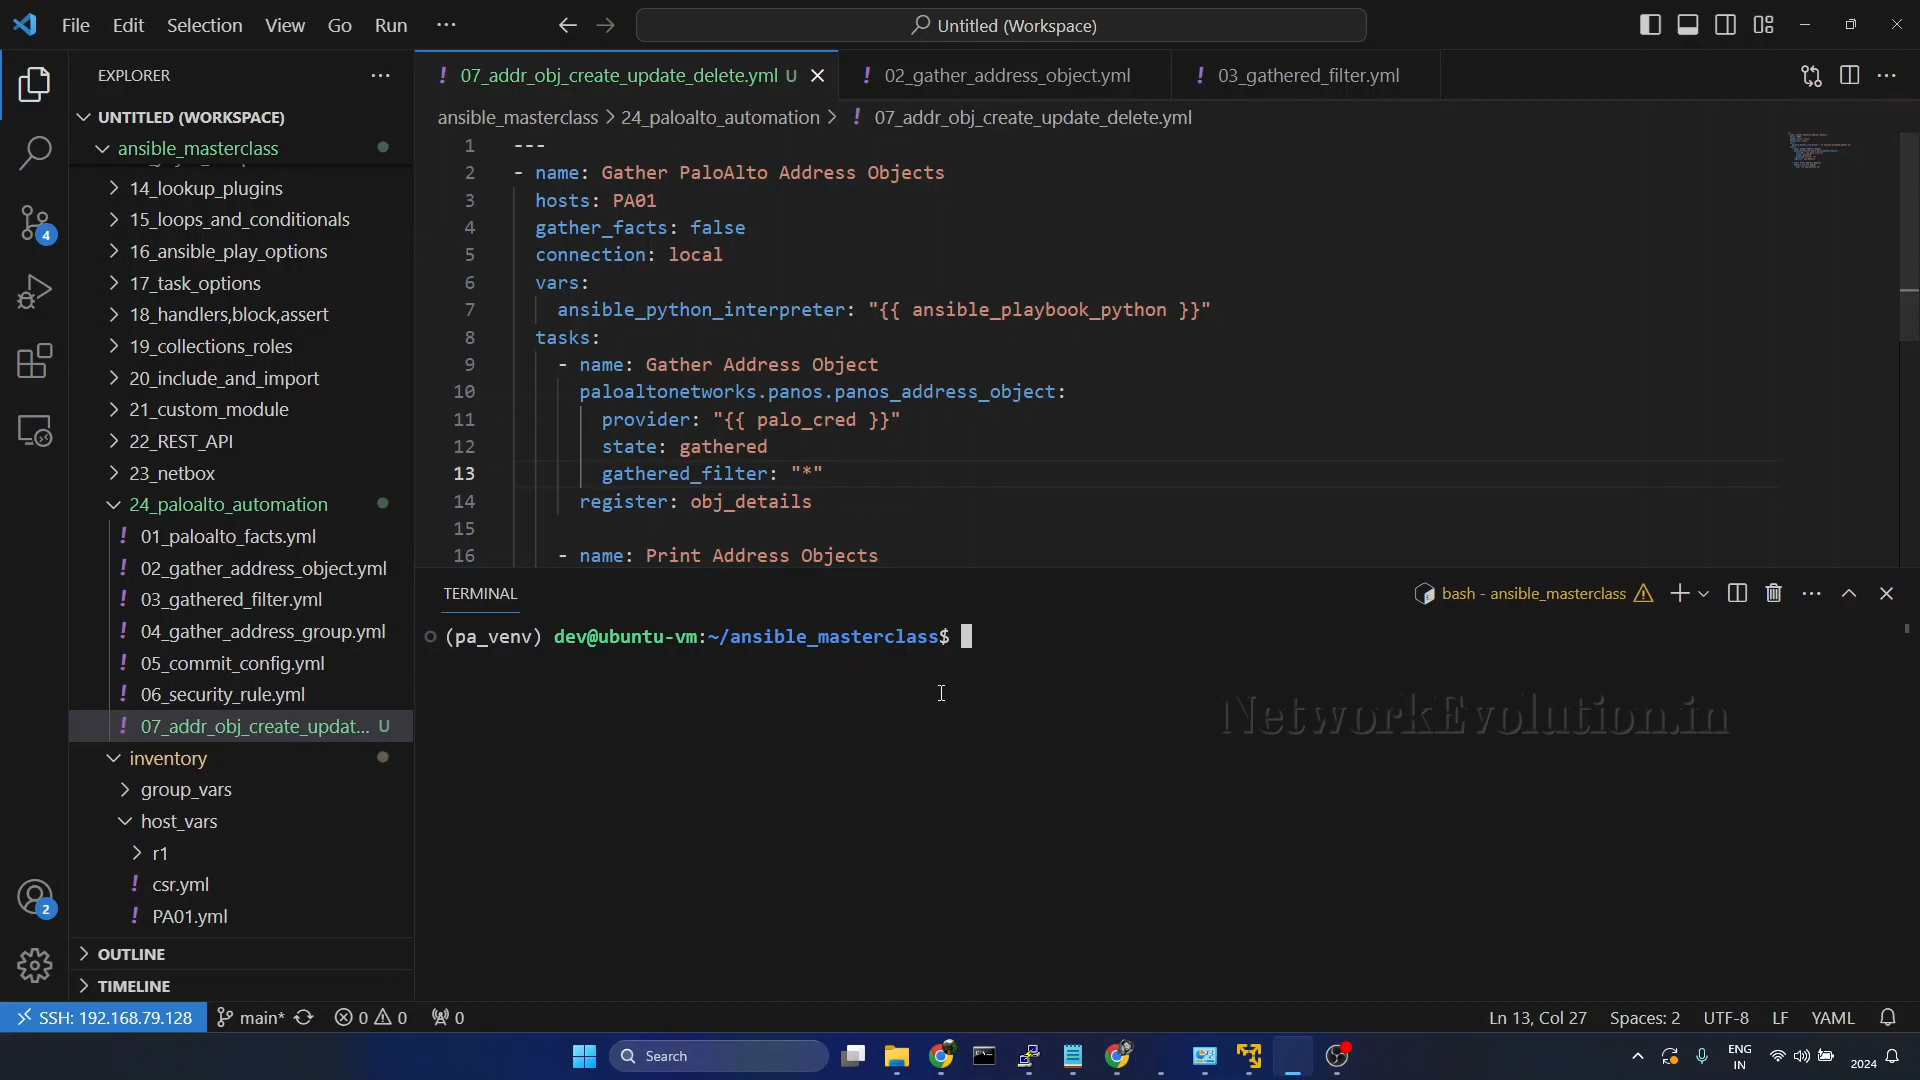 File Edit Selection View Go Run ···
Untitled (Workspace)
EXPLORER
UNTITLED (WORKSPACE)
ansible_masterclass
14_lookup_plugins
15_loops_and_conditionals
16_ansible_play_options
17_task_options
18_handlers,block,assert
19_collections_roles
20_include_and_import
21_custom_module
22_REST_API
23_netbox
24_paloalto_automation
! 01_paloalto_facts.yml
! 02_gather_address_object.yml
! 03_gathered_filter.yml
! 04_gather_address_group.yml
! 05_commit_config.yml
! 06_security_rule.yml
! 07_addr_obj_create_updat... U
inventory
group_vars
host_vars
r1
! csr.yml
! PA01.yml
OUTLINE
TIMELINE
4
2
! 07_addr_obj_create_update_delete.yml U
! 02_gather_address_object.yml
! 03_gathered_filter.yml
ansible_masterclass > 24_paloalto_automation > ! 07_addr_obj_create_update_delete.yml
1 ---
2 - name: Gather PaloAlto Address Objects
3 hosts: PA01
4 gather_facts: false
5 connection: local
6 vars:
7 ansible_python_interpreter: "{{ ansible_playbook_python }}"
8 tasks:
9 - name: Gather Address Object
10 paloaltonetworks.panos.panos_address_object:
11 provider: "{{ palo_cred }}"
12 state: gathered
13 gathered_filter: "*"
14 register: obj_details
15
16 - name: Print Address Objects
TERMINAL
bash - ansible_masterclass
(pa_venv) dev@ubuntu-vm:~/ansible_masterclass$
NetworkEvolution.in
SSH: 192.168.79.128 main* 0 0 0
Ln 13, Col 27 Spaces: 2 UTF-8 LF YAML
Search
ENG
IN
2024